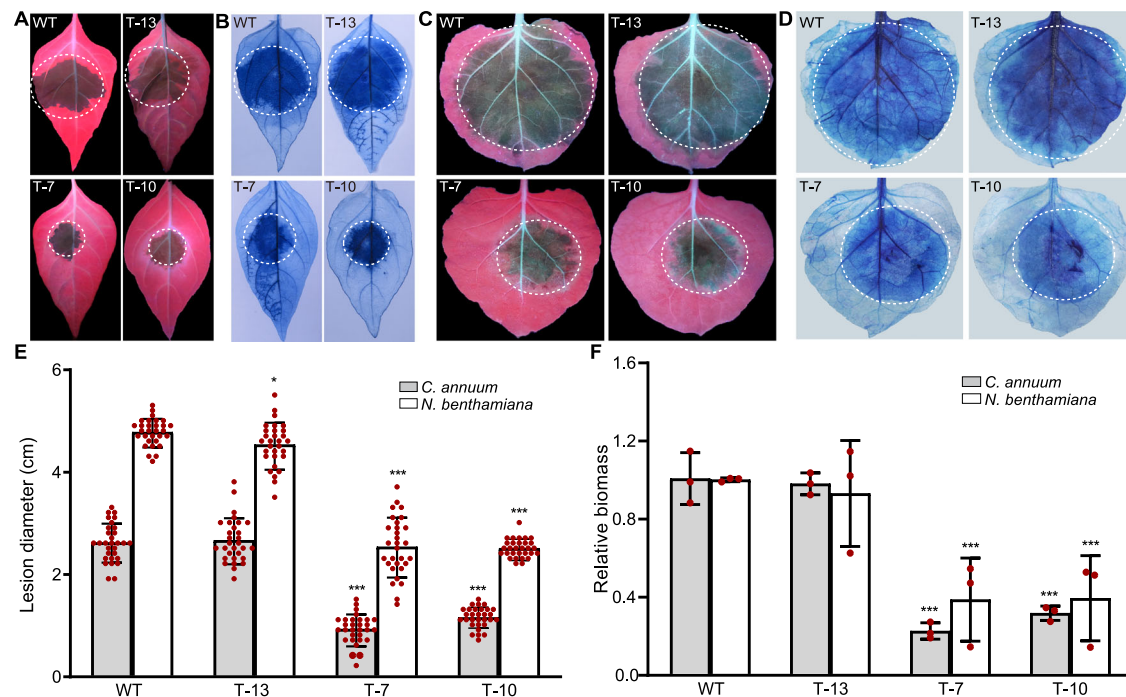 A WT T-13 B WT T-13 C WT T-13 D WT T-13
T-7 T-10 T-7 T-10 T-7 T-10 T-7 T-10
E
Lesion diameter (cm)
6
4
2
0
C. annuum
N. benthamiana
*
***
***
***
***
WT T-13 T-7 T-10
F
Relative biomass
1.6
1.2
0.8
0.4
0.0
C. annuum
N. benthamiana
***
***
***
***
WT T-13 T-7 T-10